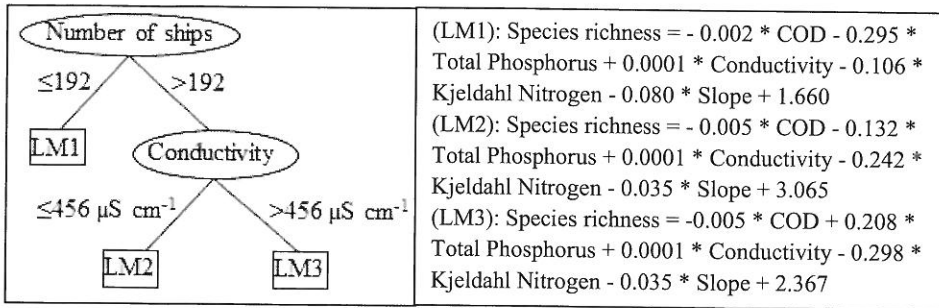 Number of ships
≤192
>192
LM1
Conductivity
≤456 µS cm⁻¹
>456 µS cm⁻¹
LM2
LM3
(LM1): Species richness = - 0.002 * COD - 0.295 *
Total Phosphorus + 0.0001 * Conductivity - 0.106 *
Kjeldahl Nitrogen - 0.080 * Slope + 1.660
(LM2): Species richness = - 0.005 * COD - 0.132 *
Total Phosphorus + 0.0001 * Conductivity - 0.242 *
Kjeldahl Nitrogen - 0.035 * Slope + 3.065
(LM3): Species richness = -0.005 * COD + 0.208 *
Total Phosphorus + 0.0001 * Conductivity - 0.298 *
Kjeldahl Nitrogen - 0.035 * Slope + 2.367